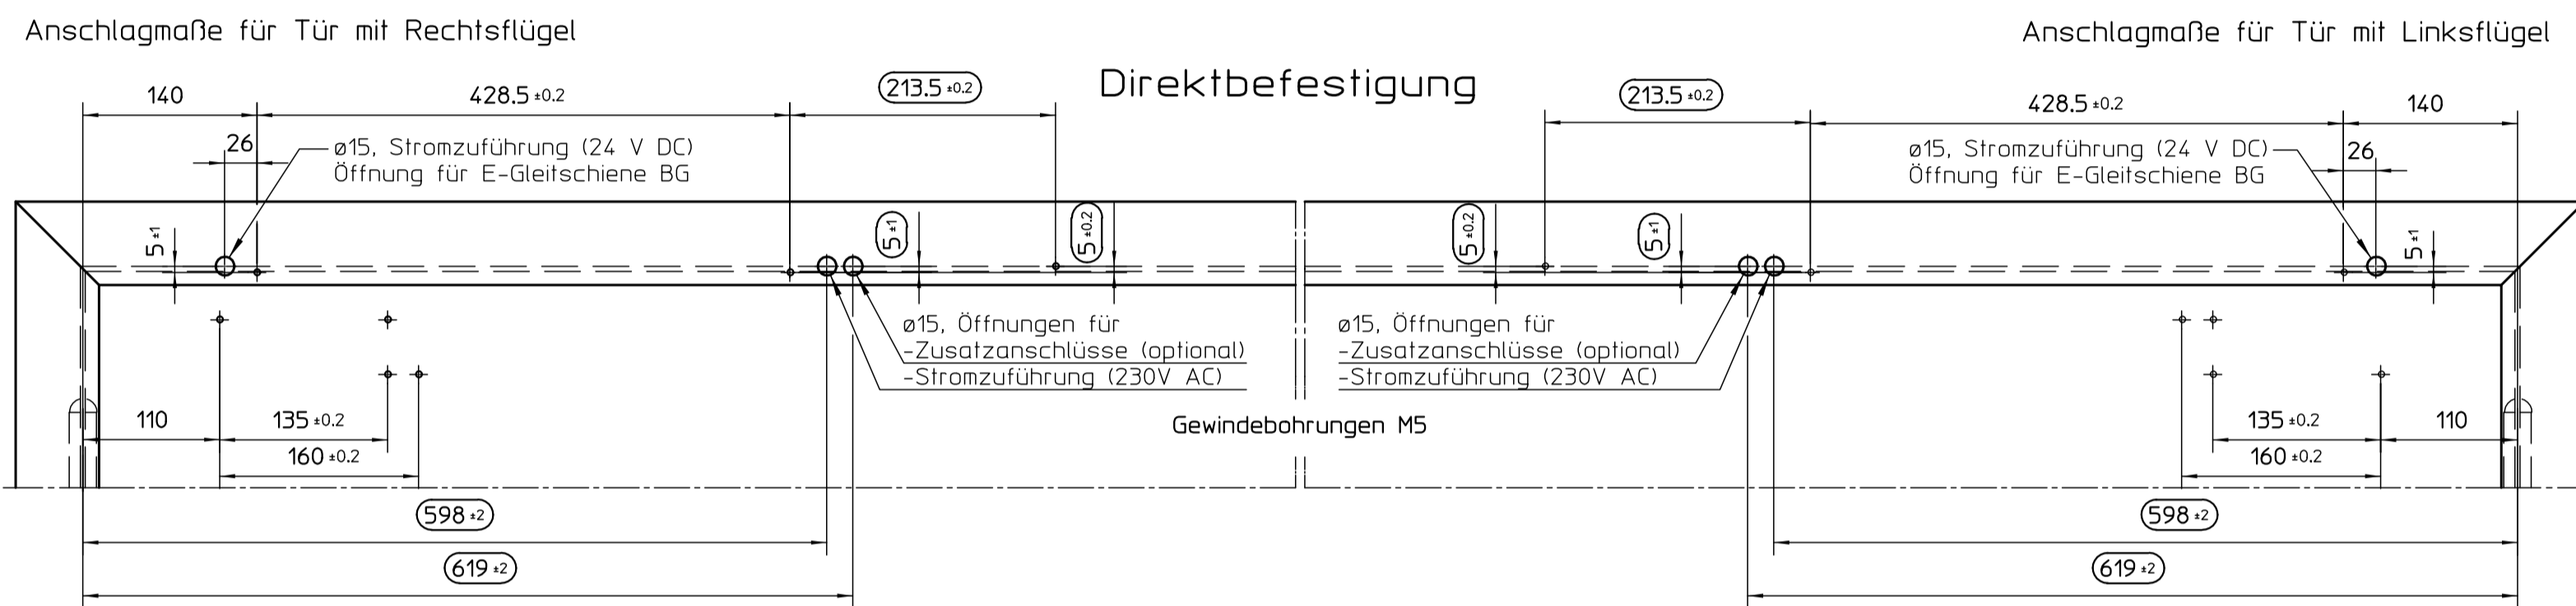 Anschlagmaße für Tür mit Rechtsflügel
Anschlagmaße für Tür mit Linksflügel
Direktbefestigung
140
428.5 ±0.2
213.5 ±0.2
213.5 ±0.2
428.5 ±0.2
140
26
ø15, Stromzuführung (24 V DC)
Öffnung für E-Gleitschiene BG
ø15, Stromzuführung (24 V DC)
Öffnung für E-Gleitschiene BG
26
5 ±1
5 ±1
5 ±0.2
5 ±0.2
5 ±1
5 ±1
ø15, Öffnungen für
-Zusatzanschlüsse (optional)
-Stromzuführung (230V AC)
ø15, Öffnungen für
-Zusatzanschlüsse (optional)
-Stromzuführung (230V AC)
Gewindebohrungen M5
110
135 ±0.2
160 ±0.2
135 ±0.2
110
160 ±0.2
598 ±2
598 ±2
619 ±2
619 ±2